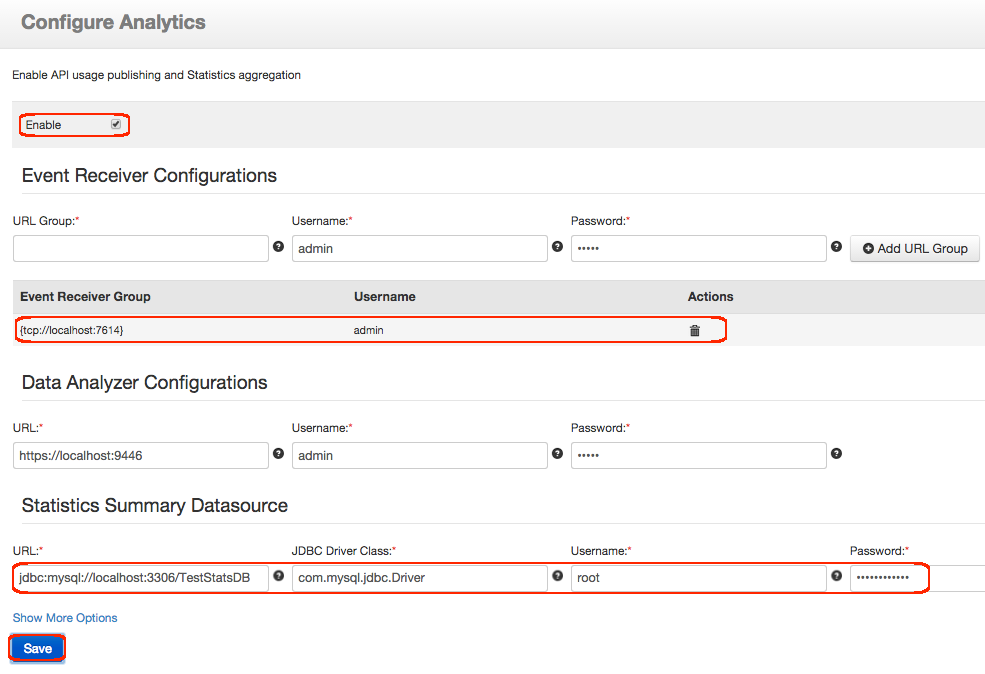 Configure Analytics
Enable API usage publishing and Statistics aggregation
Enable
Event Receiver Configurations
URL Group:* Username:* Password:*
admin ••••• Add URL Group
Event Receiver Group Username Actions
{tcp://localhost:7614} admin
Data Analyzer Configurations
URL:* Username:* Password:*
https://localhost:9446 admin •••••
Statistics Summary Datasource
URL:* JDBC Driver Class:* Username:* Password:*
jdbc:mysql://localhost:3306/TestStatsDB com.mysql.jdbc.Driver root ••••••••••••
Show More Options
Save